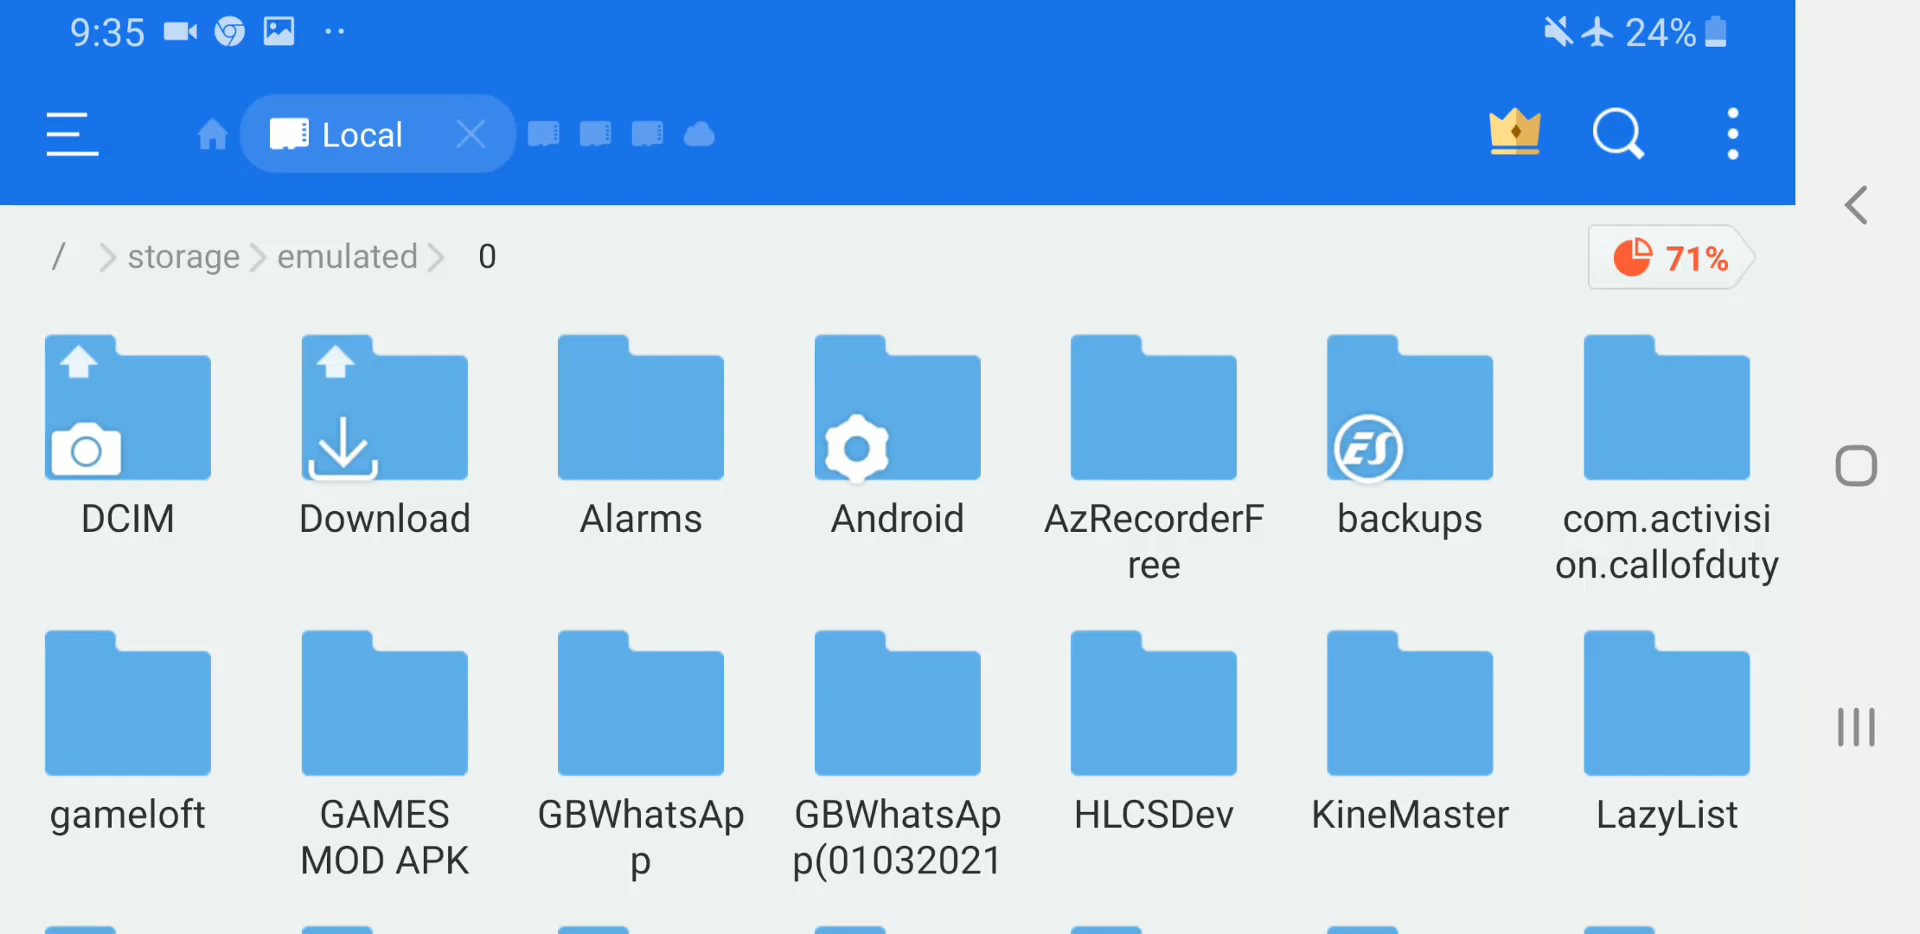 9:35
24%
Local
/ storage emulated 0
71%
DCIM
Download
Alarms
Android
AzRecorderF
ree
ES
backups
com.activisi
on.callofduty
gameloft
GAMES
MOD APK
GBWhatsAp
p
GBWhatsAp
p(01032021
HLCSDev
KineMaster
LazyList